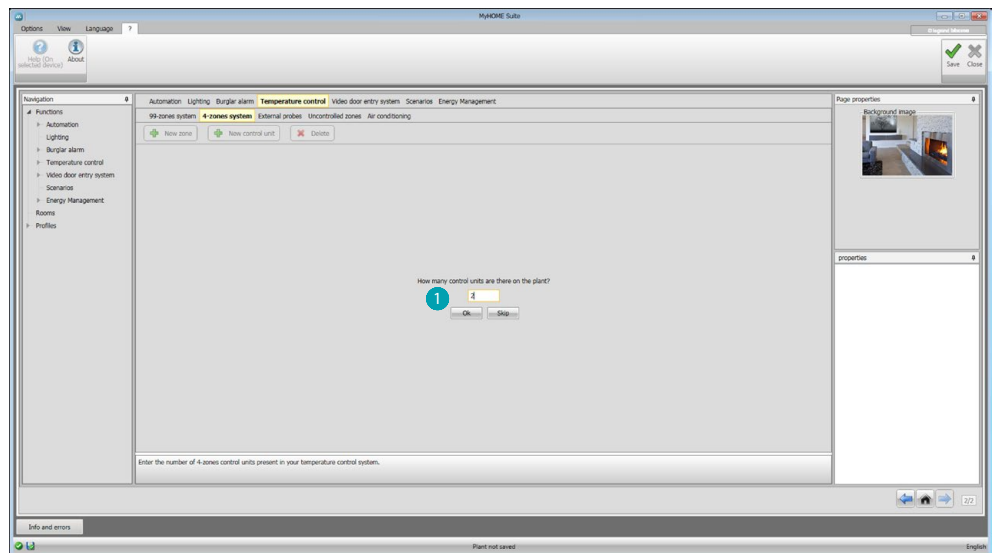 MyHOME Suite
Options View Language ?
Help (On selected device)
About
Save Close
Navigation
Functions
Automation
Lighting
Burglar alarm
Temperature control
Video door entry system
Scenarios
Energy Management
Rooms
Profiles
Automation Lighting Burglar alarm Temperature control Video door entry system Scenarios Energy Management
99-zones system 4-zones system External probes Uncontrolled zones Air conditioning
New zone New control unit Delete
How many control units are there on the plant?
1
2
Ok Skip
Enter the number of 4-zones control units present in your temperature control system.
Page properties
Background image
properties
2/2
Info and errors
Plant not saved
English